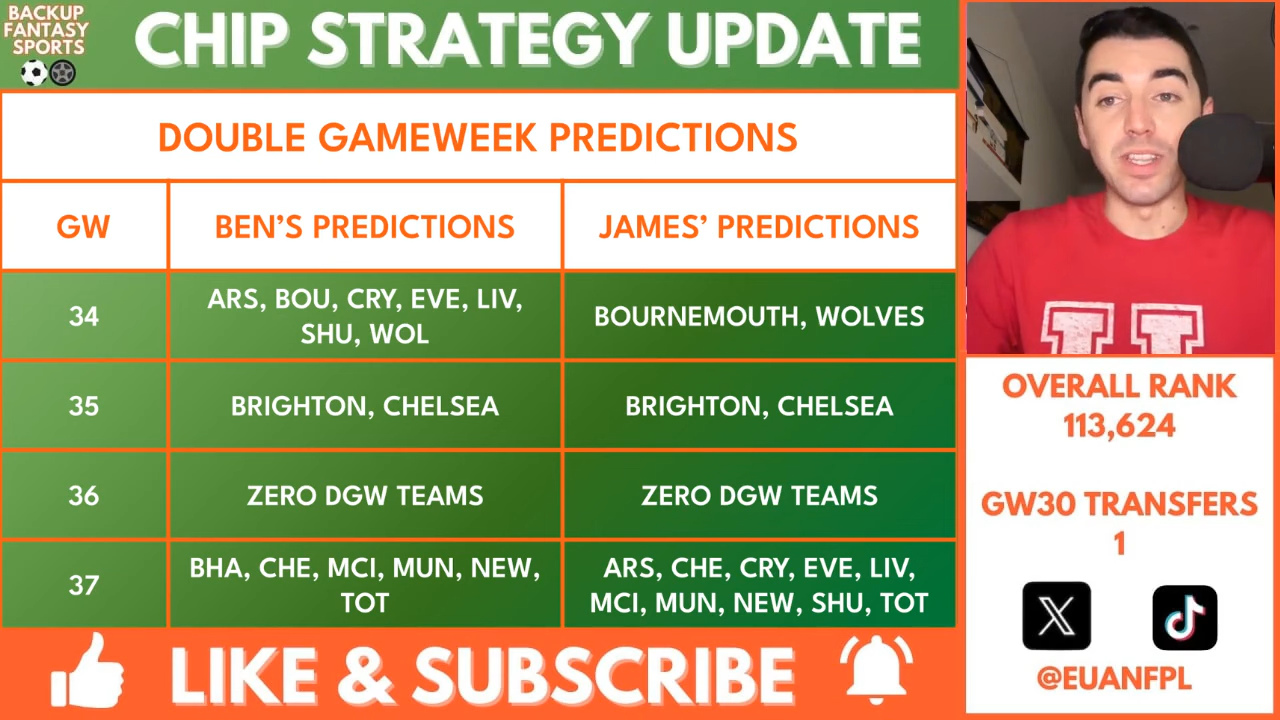 BACKUP
FANTASY
SPORTS
CHIP STRATEGY UPDATE
DOUBLE GAMEWEEK PREDICTIONS
GW
BEN'S PREDICTIONS
JAMES' PREDICTIONS
34
ARS, BOU, CRY, EVE, LIV,
SHU, WOL
BOURNEMOUTH, WOLVES
35
BRIGHTON, CHELSEA
BRIGHTON, CHELSEA
36
ZERO DGW TEAMS
ZERO DGW TEAMS
37
BHA, CHE, MCI, MUN, NEW,
TOT
ARS, CHE, CRY, EVE, LIV,
MCI, MUN, NEW, SHU, TOT
LIKE & SUBSCRIBE
OVERALL RANK
113,624
GW30 TRANSFERS
1
@EUANFPL